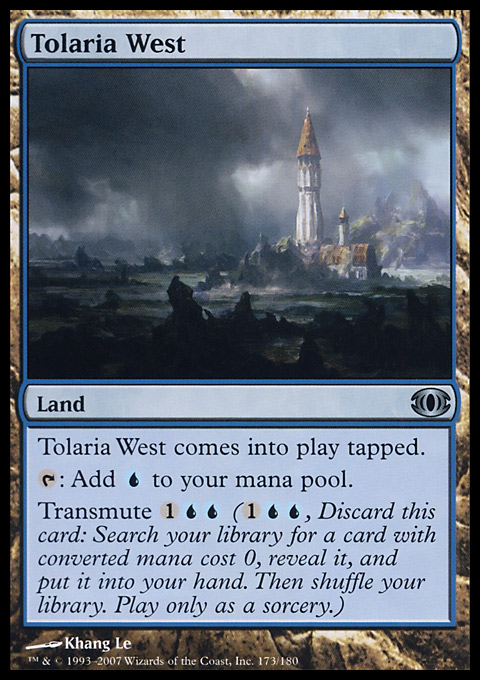 Tolaria West
Land
Tolaria West comes into play tapped.
: Add to your mana pool.
Transmute 1 (1 , Discard this
card: Search your library for a card with
converted mana cost 0, reveal it, and
put it into your hand. Then shuffle your
library. Play only as a sorcery.)
Khang Le
™ & © 1993–2007 Wizards of the Coast, Inc. 173/180